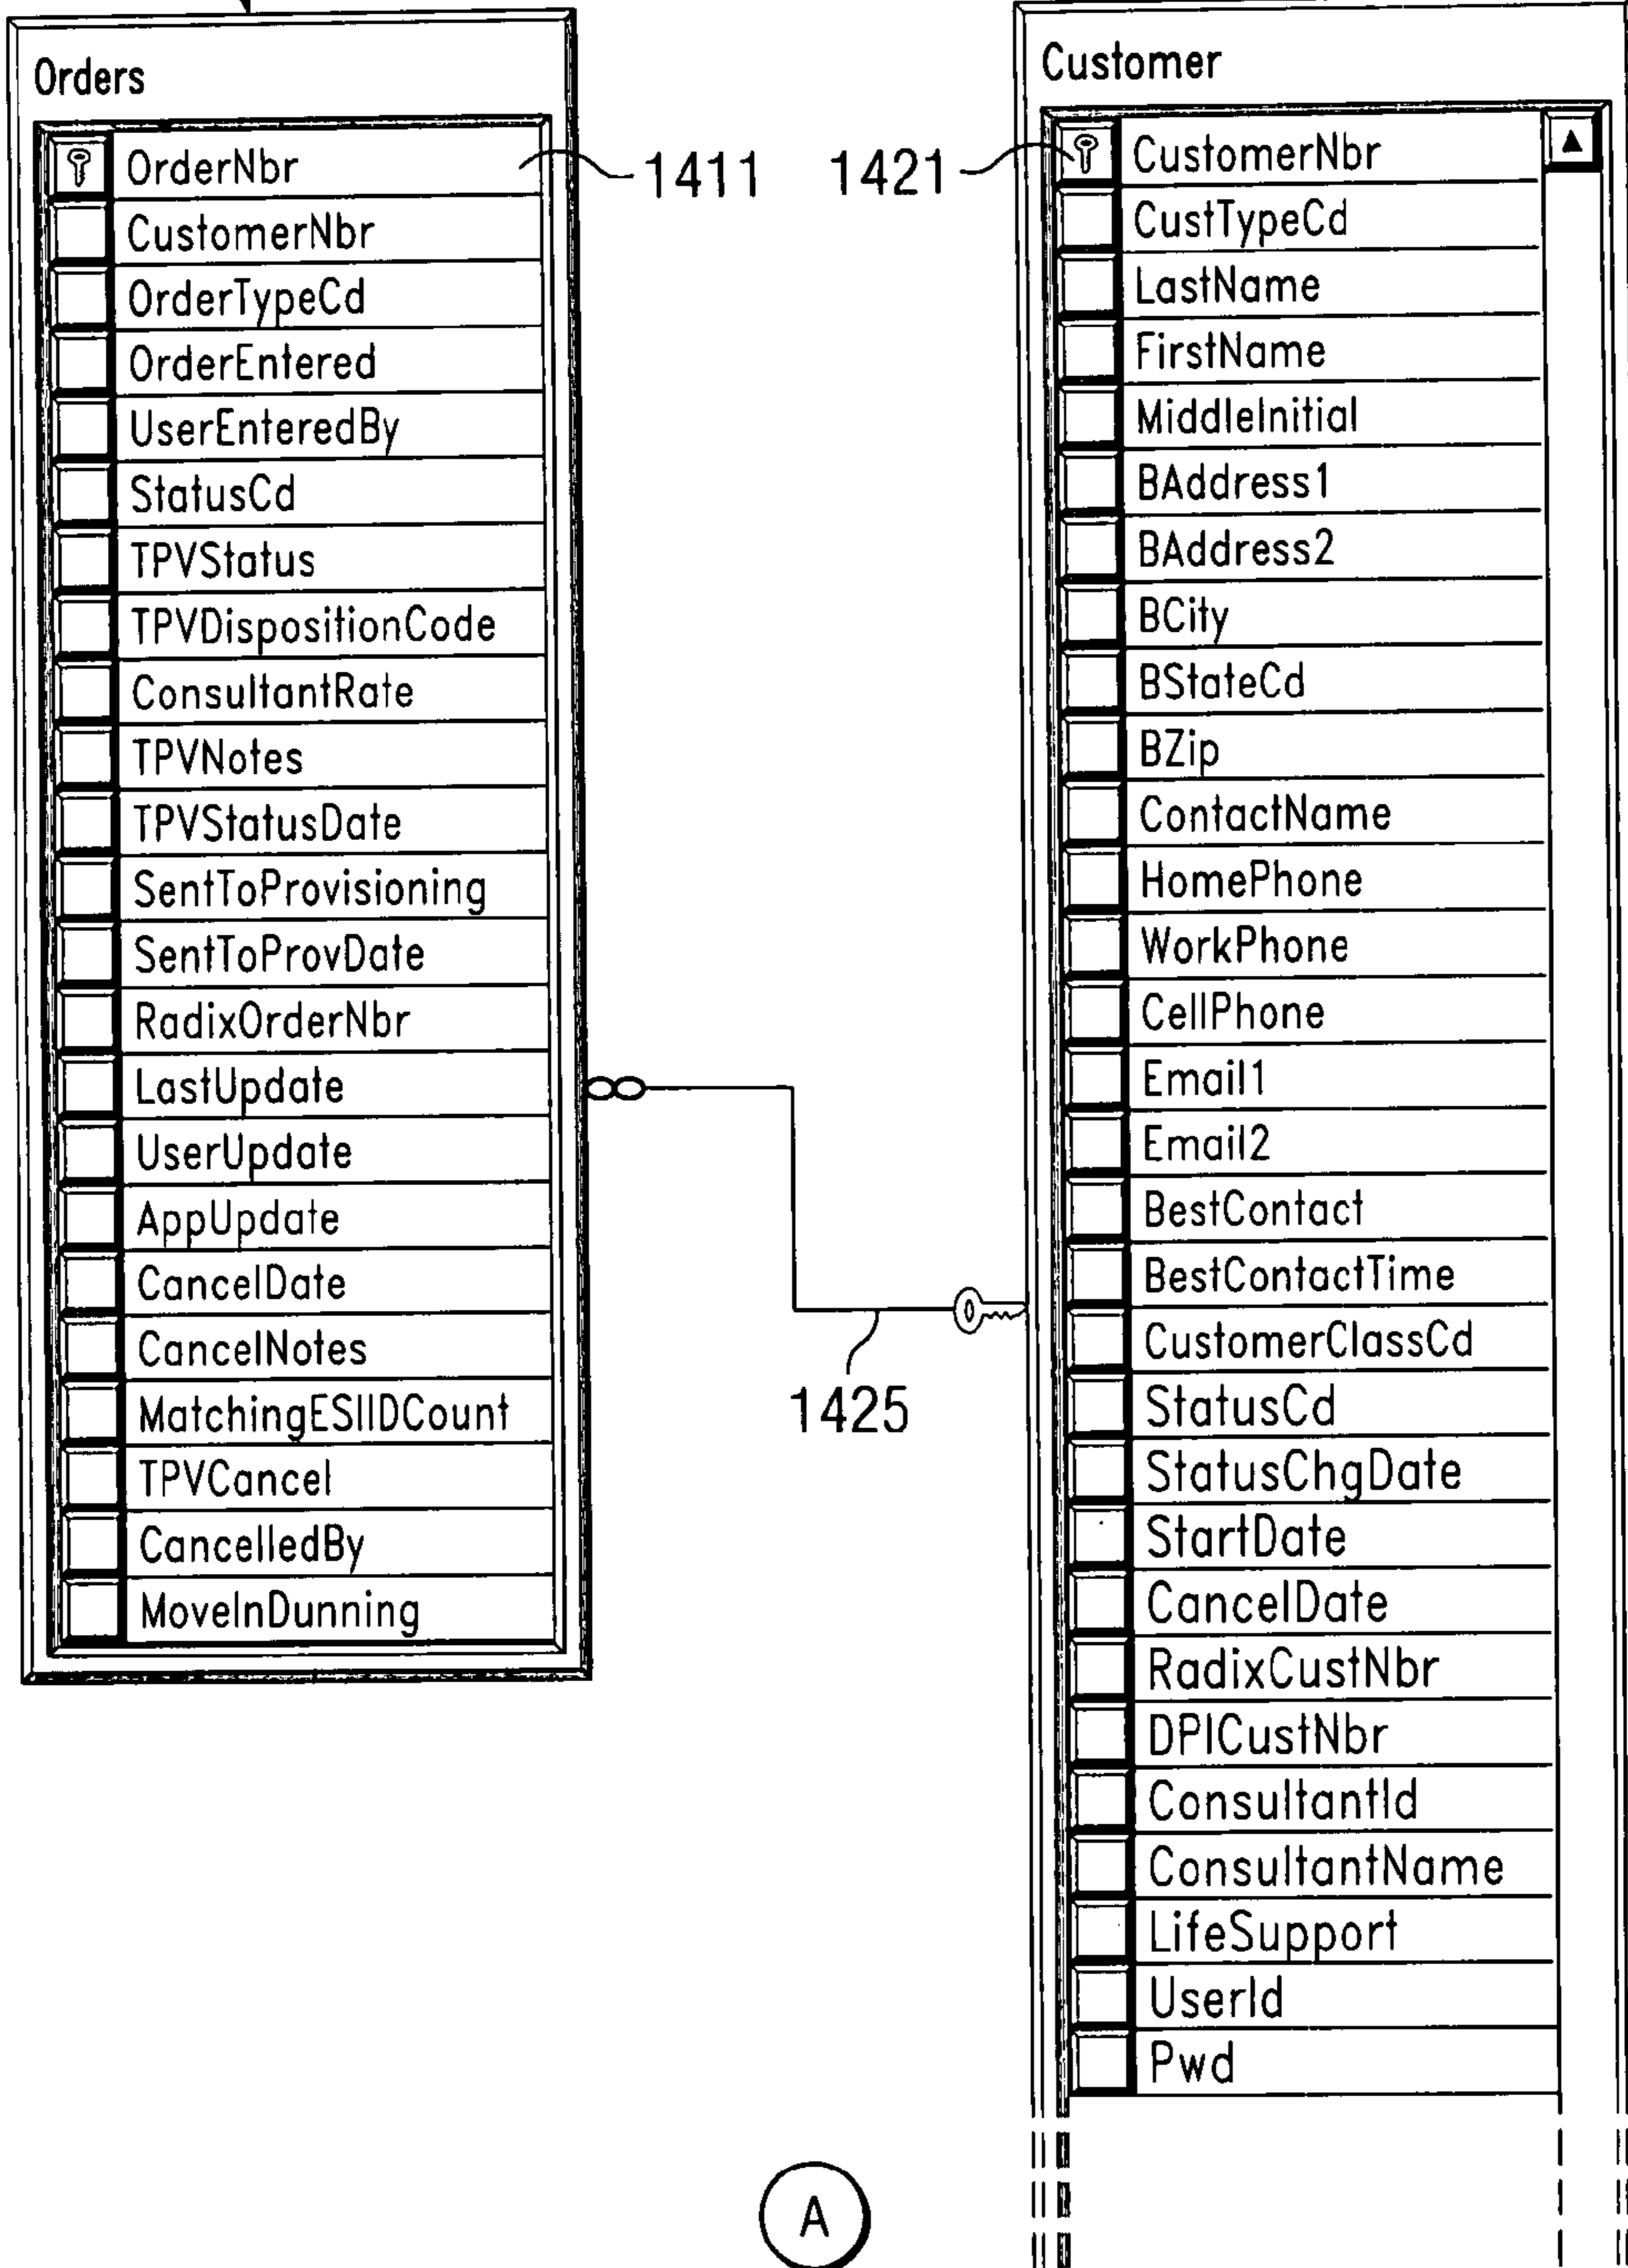 Orders
OrderNbr
CustomerNbr
OrderTypeCd
OrderEntered
UserEnteredBy
StatusCd
TPVStatus
TPVDispositionCode
ConsultantRate
TPVNotes
TPVStatusDate
SentToProvisioning
SentToProvDate
RadixOrderNbr
LastUpdate
UserUpdate
AppUpdate
CancelDate
CancelNotes
MatchingESIIDCount
TPVCancel
CancelledBy
MoveInDunning
1411
1421
1425
Customer
CustomerNbr
CustTypeCd
LastName
FirstName
MiddleInitial
BAddress1
BAddress2
BCity
BStateCd
BZip
ContactName
HomePhone
WorkPhone
CellPhone
Email1
Email2
BestContact
BestContactTime
CustomerClassCd
StatusCd
StatusChgDate
StartDate
CancelDate
RadixCustNbr
DPICustNbr
ConsultantId
ConsultantName
LifeSupport
UserId
Pwd
A